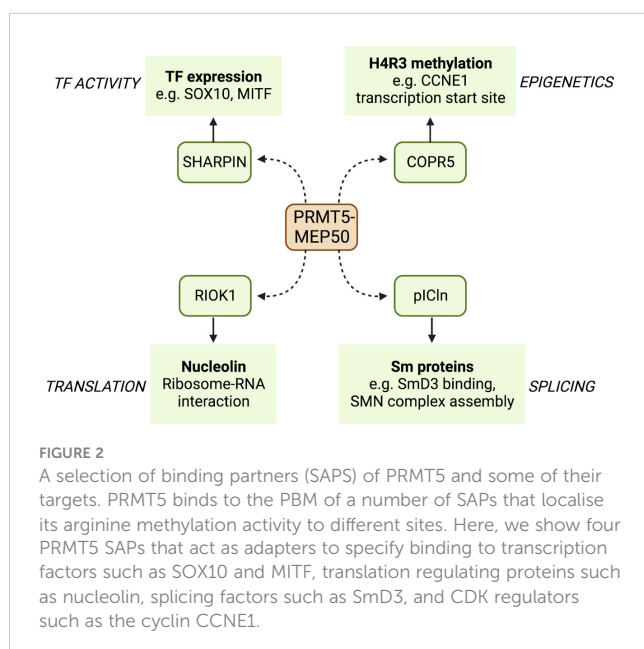 TF ACTIVITY
TF expression
e.g. SOX10, MITF
H4R3 methylation
e.g. CCNE1
transcription start site
EPIGENETICS
SHARPIN
COPR5
PRMT5-
MEP50
RIOK1
pICln
TRANSLATION
Nucleolin
Ribosome-RNA
interaction
Sm proteins
e.g. SmD3 binding,
SMN complex assembly
SPLICING
FIGURE 2
A selection of binding partners (SAPS) of PRMT5 and some of their
targets. PRMT5 binds to the PBM of a number of SAPs that localise
its arginine methylation activity to different sites. Here, we show four
PRMT5 SAPs that act as adapters to specify binding to transcription
factors such as SOX10 and MITF, translation regulating proteins such
as nucleolin, splicing factors such as SmD3, and CDK regulators
such as the cyclin CCNE1.